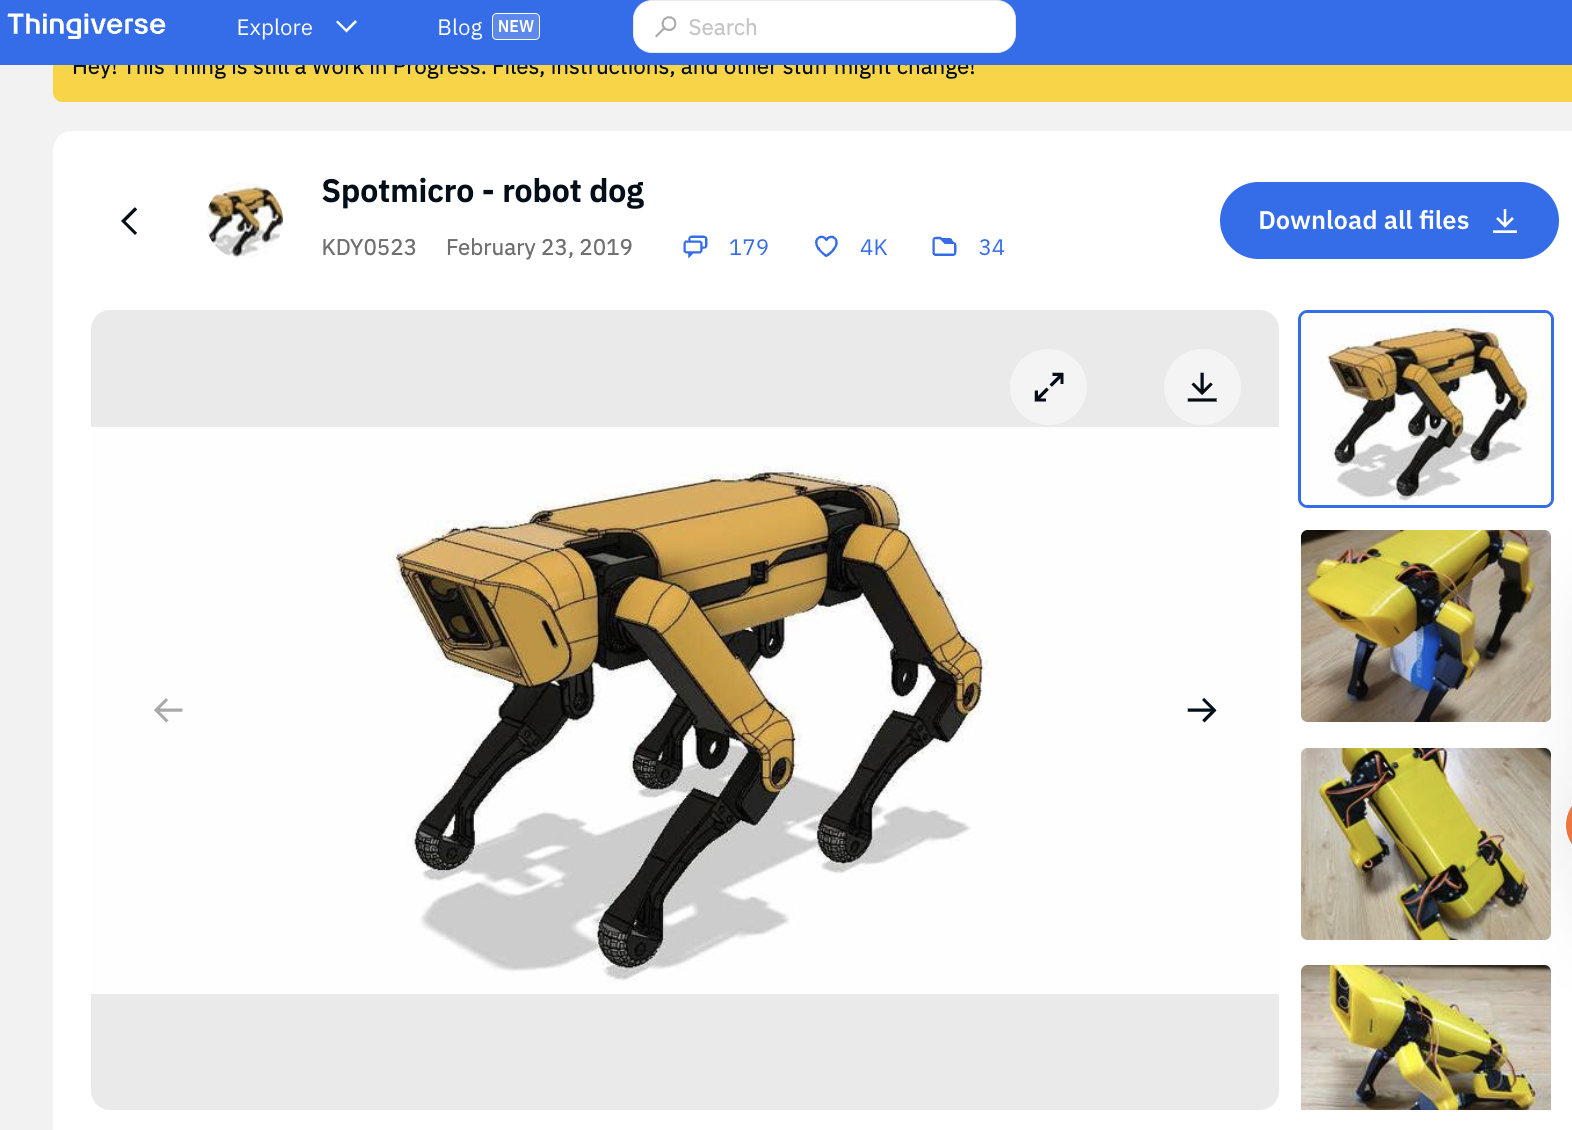 Thingiverse
Explore
Blog NEW
Search
Hey! This Thing is still a Work in Progress. Files, instructions, and other stuff might change!
Spotmicro - robot dog
KDY0523 February 23, 2019 179 4K 34
Download all files